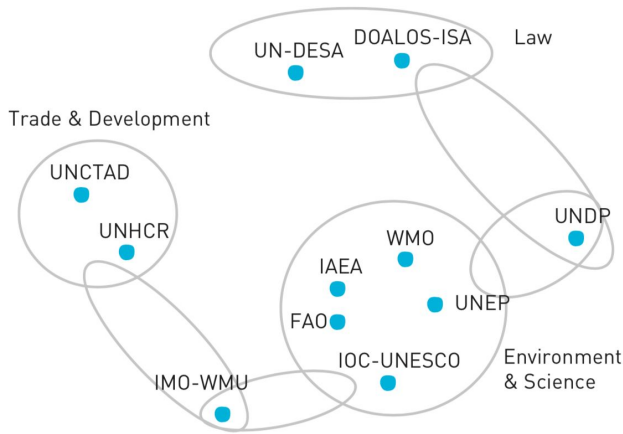 DOALOS-ISA
Law
UN-DESA
Trade & Development
UNCTAD
UNHCR
UNDP
WMO
IAEA
UNEP
FAO
IOC-UNESCO
Environment
& Science
IMO-WMU